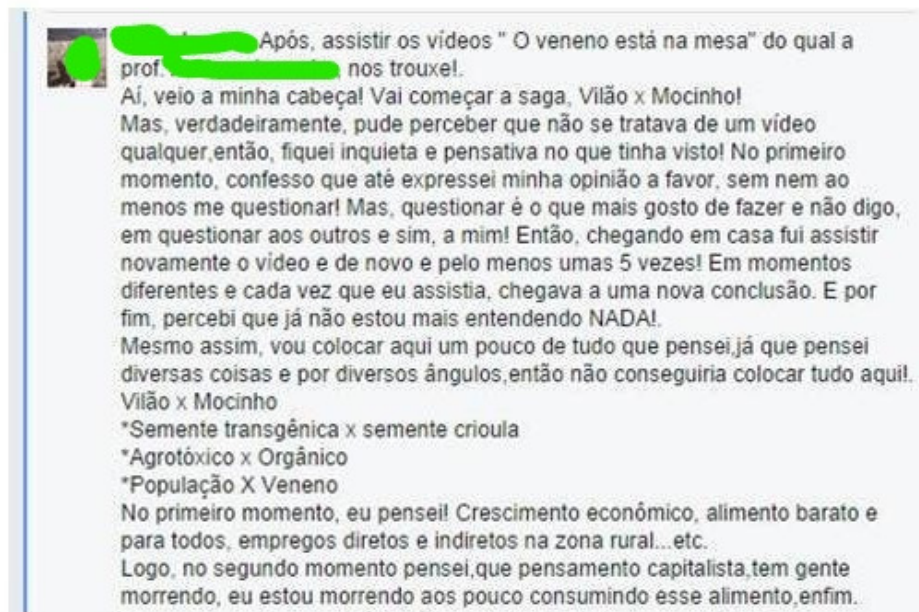 Após, assistir os vídeos " O veneno está na mesa" do qual a
prof. nos trouxe!.
Aí, veio a minha cabeça! Vai começar a saga, Vilão x Mocinho!
Mas, verdadeiramente, pude perceber que não se tratava de um vídeo
qualquer,então, fiquei inquieta e pensativa no que tinha visto! No primeiro
momento, confesso que até expressei minha opinião a favor, sem nem ao
menos me questionar! Mas, questionar é o que mais gosto de fazer e não digo,
em questionar aos outros e sim, a mim! Então, chegando em casa fui assistir
novamente o vídeo e de novo e pelo menos umas 5 vezes! Em momentos
diferentes e cada vez que eu assistia, chegava a uma nova conclusão. E por
fim, percebi que já não estou mais entendendo NADA!.
Mesmo assim, vou colocar aqui um pouco de tudo que pensei,já que pensei
diversas coisas e por diversos ângulos,então não conseguiria colocar tudo aqui!.
Vilão x Mocinho
*Semente transgênica x semente crioula
*Agrotóxico x Orgânico
*População X Veneno
No primeiro momento, eu pensei! Crescimento econômico, alimento barato e
para todos, empregos diretos e indiretos na zona rural...etc.
Logo, no segundo momento pensei,que pensamento capitalista,tem gente
morrendo, eu estou morrendo aos pouco consumindo esse alimento,enfim.